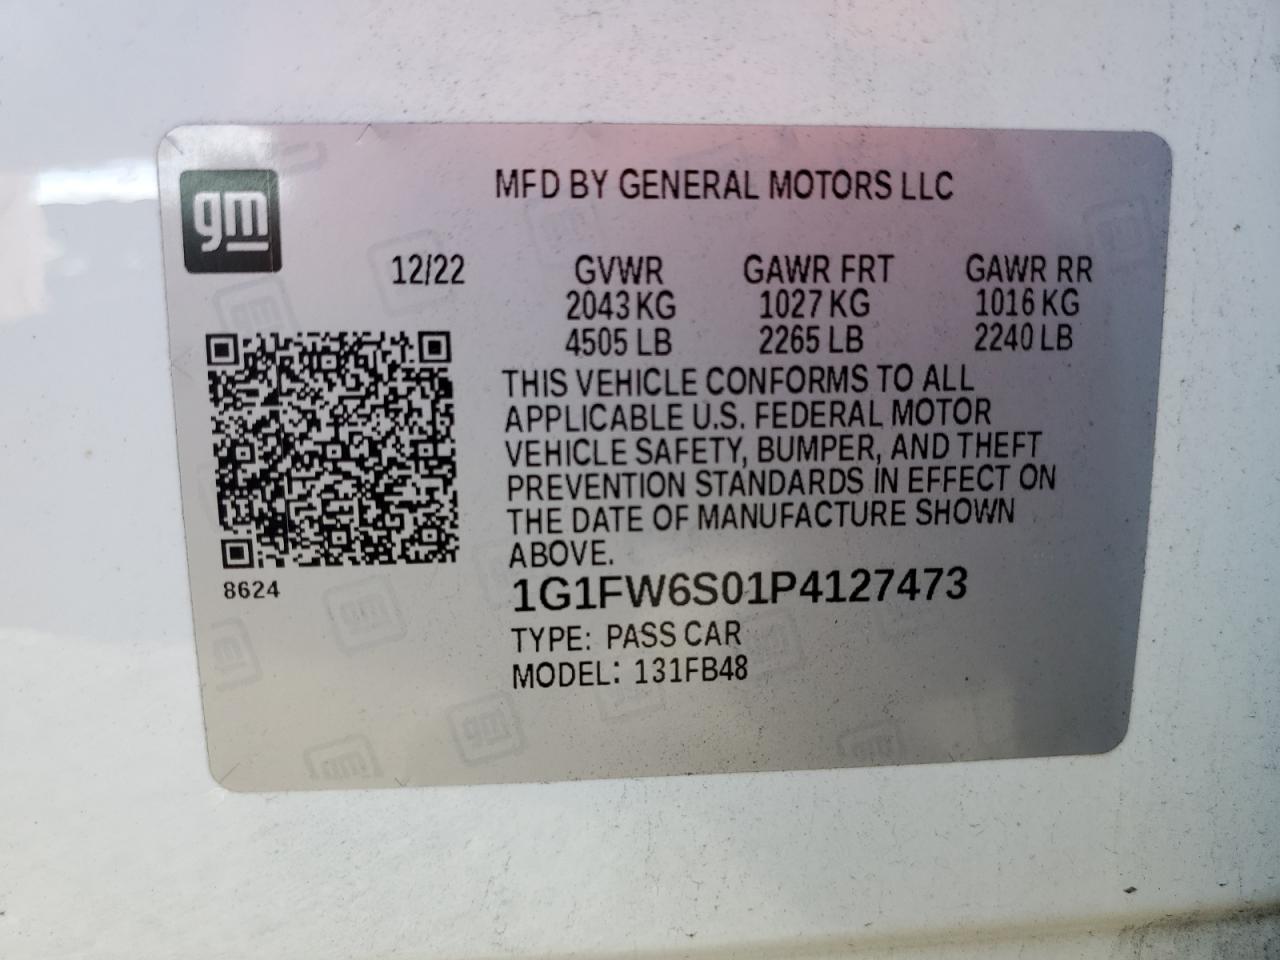 gm
MFD BY GENERAL MOTORS LLC
12/22 GVWR GAWR FRT GAWR RR
2043 KG 1027 KG 1016 KG
4505 LB 2265 LB 2240 LB
THIS VEHICLE CONFORMS TO ALL
APPLICABLE U.S. FEDERAL MOTOR
VEHICLE SAFETY, BUMPER, AND THEFT
PREVENTION STANDARDS IN EFFECT ON
THE DATE OF MANUFACTURE SHOWN
ABOVE.
8624
1G1FW6S01P4127473
TYPE: PASS CAR
MODEL: 131FB48